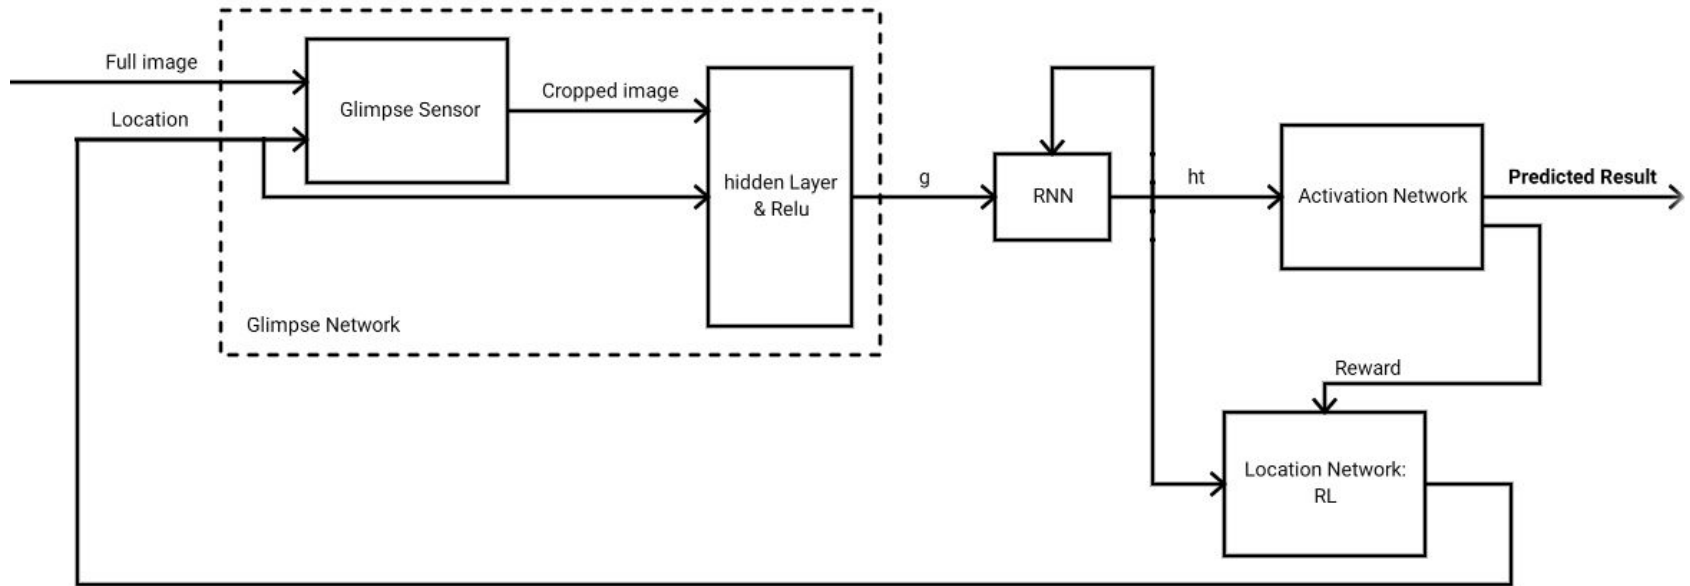 Full image
Location
Glimpse Sensor
Cropped image
hidden Layer
& Relu
Glimpse Network
g
RNN
ht
Activation Network
Predicted Result
Reward
Location Network:
RL